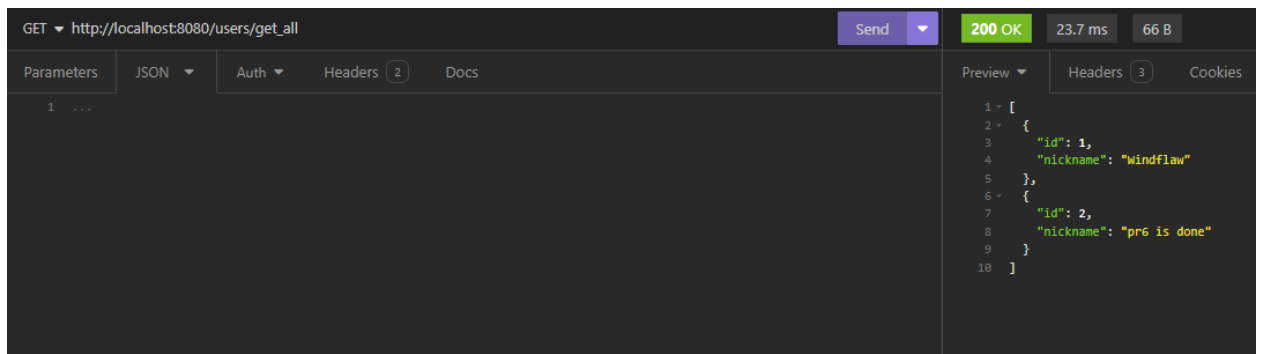 GET http://localhost:8080/users/get_all Send 200 OK 23.7 ms 66 B
Parameters JSON Auth Headers 2 Docs Preview Headers 3 Cookies
1 ...
1 [
2 {
3 "id": 1,
4 "nickname": "Windflaw"
5 },
6 {
7 "id": 2,
8 "nickname": "pr6 is done"
9 }
10 ]